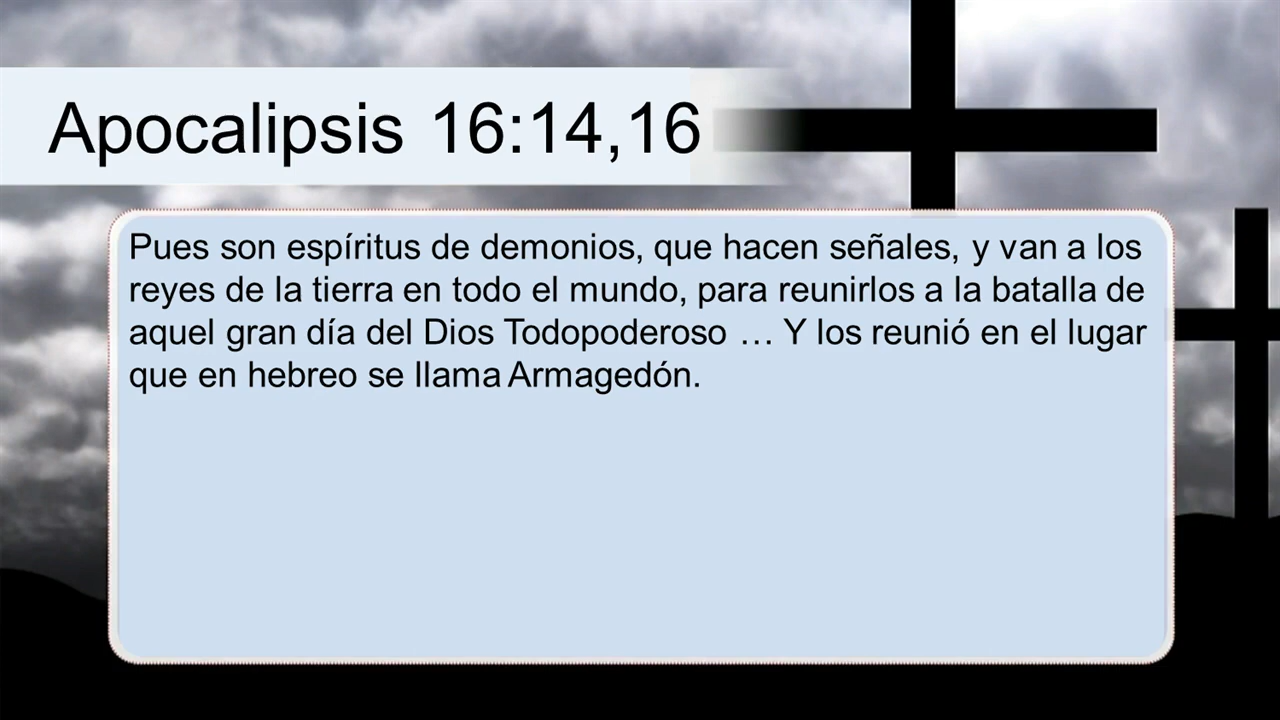 Apocalipsis 16:14,16
Pues son espíritus de demonios, que hacen señales, y van a los
reyes de la tierra en todo el mundo, para reunirlos a la batalla de
aquel gran día del Dios Todopoderoso … Y los reunió en el lugar
que en hebreo se llama Armagedón.